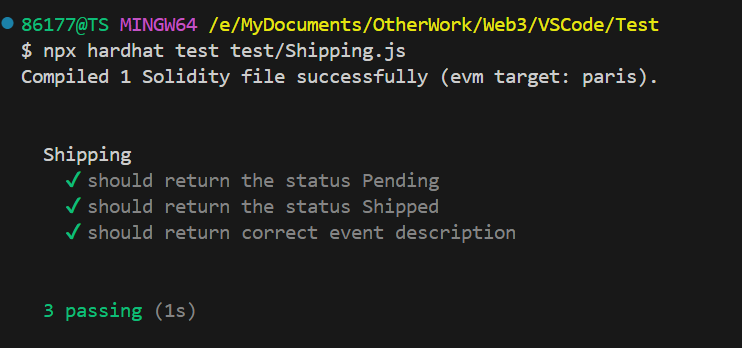 86177@TS MINGW64 /e/MyDocuments/OtherWork/Web3/VSCode/Test
$ npx hardhat test test/Shipping.js
Compiled 1 Solidity file successfully (evm target: paris).
Shipping
✓ should return the status Pending
✓ should return the status Shipped
✓ should return correct event description
3 passing (1s)